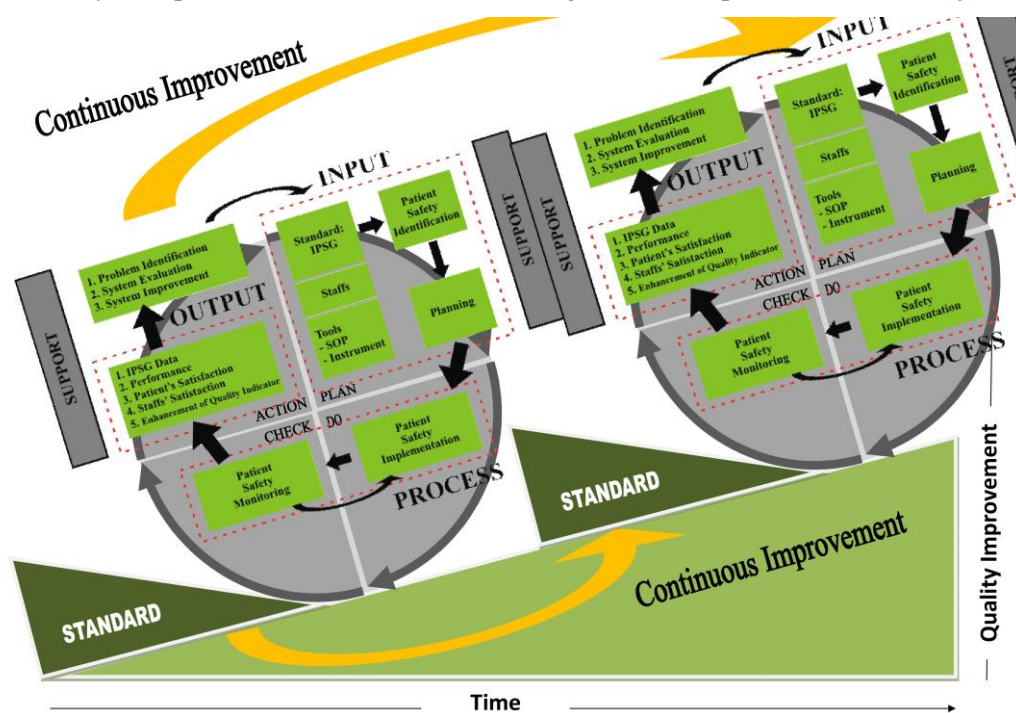 Continuous Improvement
INPUT
Standard:
IPSG
Patient
Safety
Identification
Staffs
Tools
- SOP
- Instrument
Planning
1. Problem Identification
2. System Evaluation
3. System Improvement
OUTPUT
1. IPSG Data
2. Performance
3. Patient's Satisfaction
4. Staffs' Satistaction
5. Enhancement of Quality Indicator
ACTION
PLAN
CHECK
DO
Patient
Safety
Monitoring
Patient
Safety
Implementation
PROCESS
SUPPORT
SUPPORT
SUPPORT
INPUT
Standard:
IPSG
Patient
Safety
Identification
Staffs
Tools
- SOP
- Instrument
Planning
1. Problem Identification
2. System Evaluation
3. System Improvement
OUTPUT
1. IPSG Data
2. Performance
3. Patient's Satisfaction
4. Staffs' Satistaction
5. Enhancement of Quality Indicator
ACTION
PLAN
CHECK
DO
Patient
Safety
Monitoring
Patient
Safety
Implementation
PROCESS
STANDARD
STANDARD
Continuous Improvement
Quality Improvement
Time